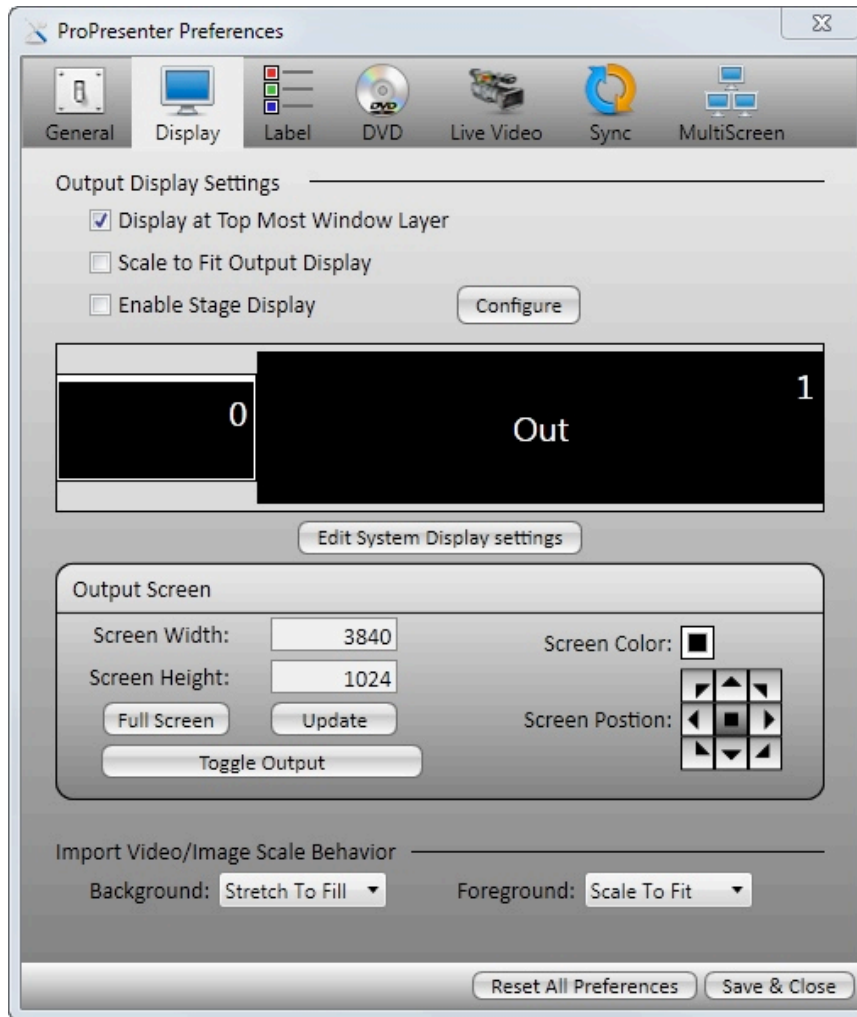 ProPresenter Preferences
General Display Label DVD Live Video Sync MultiScreen
Output Display Settings
Display at Top Most Window Layer
Scale to Fit Output Display
Enable Stage Display Configure
0
1
Out
Edit System Display settings
Output Screen
Screen Width: 3840
Screen Color:
Screen Height: 1024
Full Screen Update
Screen Postion:
Toggle Output
Import Video/Image Scale Behavior
Background: Stretch To Fill Foreground: Scale To Fit
Reset All Preferences Save & Close